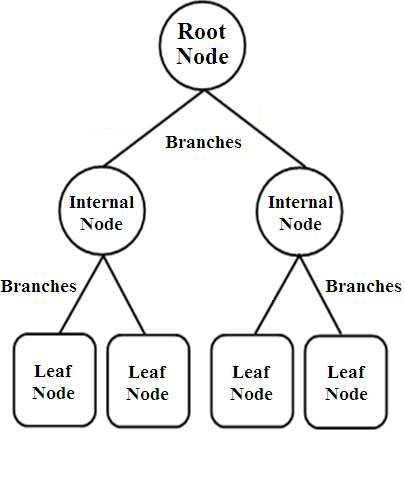 Root
Node
Branches
Internal
Node
Internal
Node
Branches
Branches
Leaf
Node
Leaf
Node
Leaf
Node
Leaf
Node